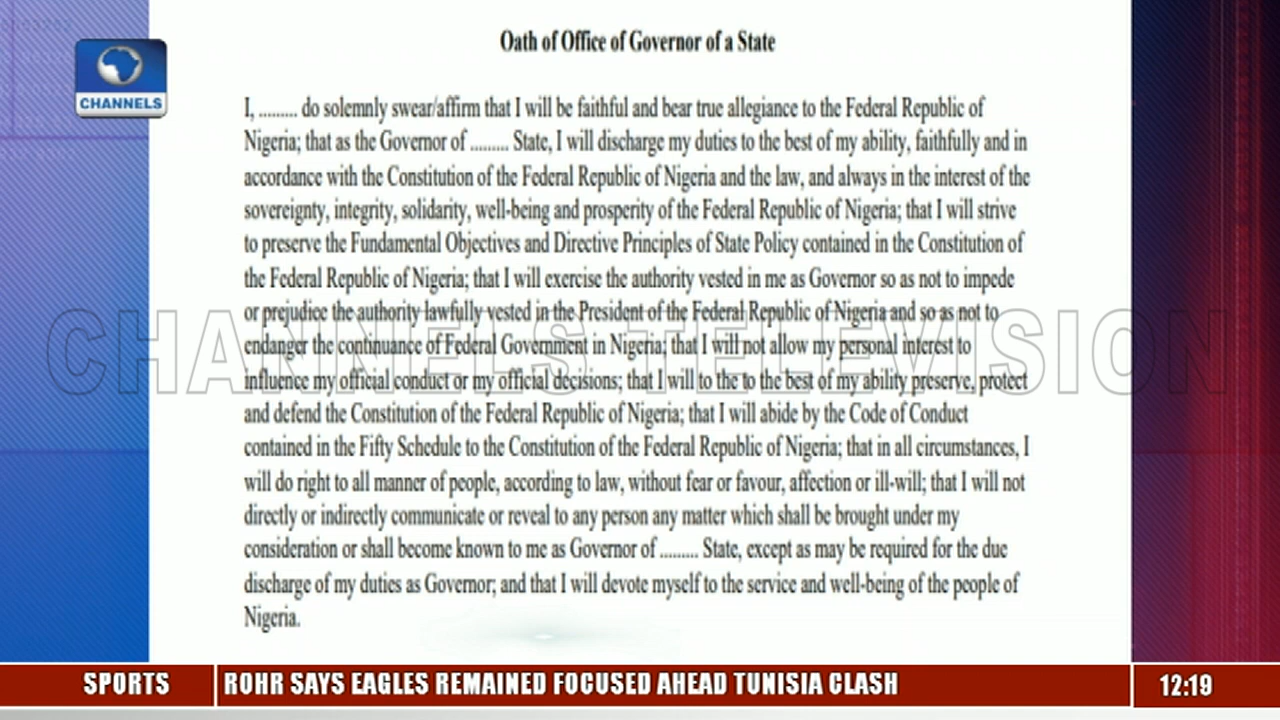 Oath of Office of Governor of a State
CHANNELS
I, ......... do solemnly swear/affirm that I will be faithful and bear true allegiance to the Federal Republic of
Nigeria; that as the Governor of ......... State, I will discharge my duties to the best of my ability, faithfully and in
accordance with the Constitution of the Federal Republic of Nigeria and the law, and always in the interest of the
sovereignty, integrity, solidarity, well-being and prosperity of the Federal Republic of Nigeria; that I will strive
to preserve the Fundamental Objectives and Directive Principles of State Policy contained in the Constitution of
the Federal Republic of Nigeria; that I will exercise the authority vested in me as Governor so as not to impede
or prejudice the authority lawfully vested in the President of the Federal Republic of Nigeria and so as not to
endanger the continuance of Federal Government in Nigeria; that I will not allow my personal interest to
influence my official conduct or my official decisions; that I will to the to the best of my ability preserve, protect
and defend the Constitution of the Federal Republic of Nigeria; that I will abide by the Code of Conduct
contained in the Fifty Schedule to the Constitution of the Federal Republic of Nigeria; that in all circumstances, I
will do right to all manner of people, according to law, without fear or favour, affection or ill-will; that I will not
directly or indirectly communicate or reveal to any person any matter which shall be brought under my
consideration or shall become known to me as Governor of ......... State, except as may be required for the due
discharge of my duties as Governor; and that I will devote myself to the service and well-being of the people of
Nigeria.
CHANNELS TELEVISION
SPORTS ROHR SAYS EAGLES REMAINED FOCUSED AHEAD TUNISIA CLASH 12:19